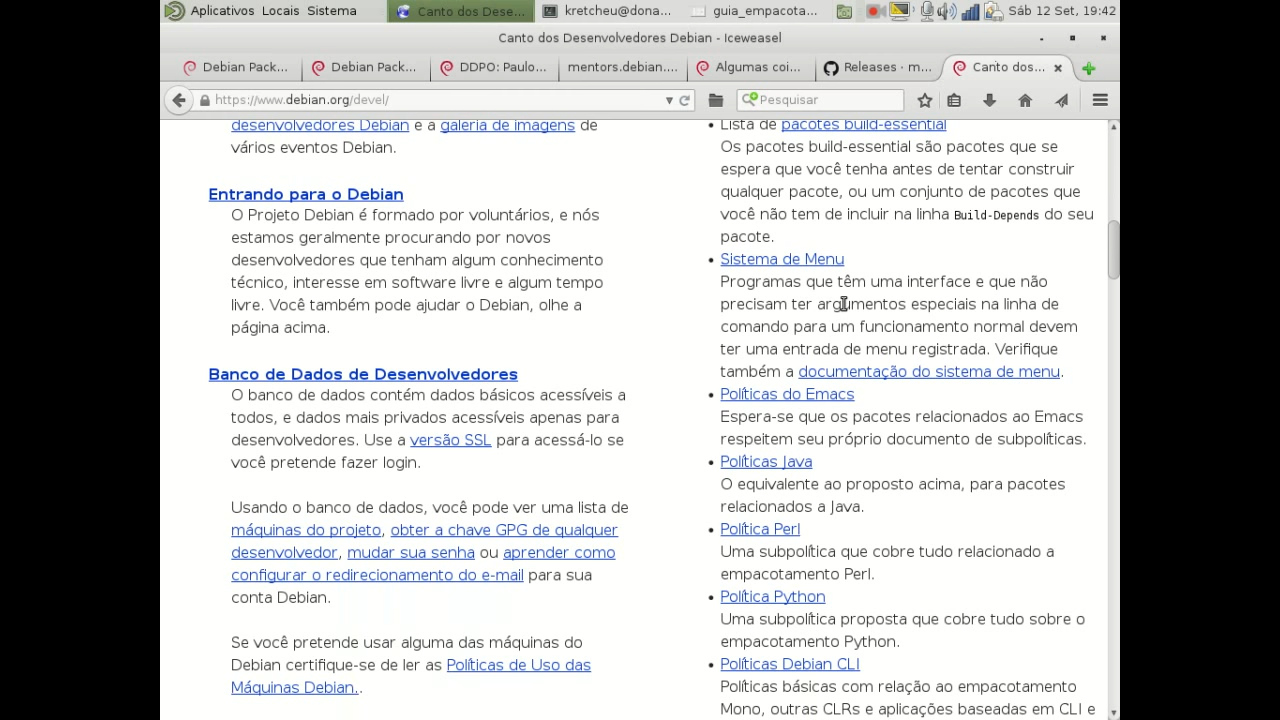 Aplicativos Locais Sistema
Canto dos Dese...
kretcheu@dona...
guia_empacota...
Sáb 12 Set, 19:42
Canto dos Desenvolvedores Debian - Iceweasel
Debian Pack...
Debian Pack...
DDPO: Paulo...
mentors.debian....
Algumas coi...
Releases · m...
Canto dos...
https://www.debian.org/devel/
Pesquisar
desenvolvedores Debian e a galeria de imagens de
vários eventos Debian.
Entrando para o Debian
O Projeto Debian é formado por voluntários, e nós
estamos geralmente procurando por novos
desenvolvedores que tenham algum conhecimento
técnico, interesse em software livre e algum tempo
livre. Você também pode ajudar o Debian, olhe a
página acima.
Banco de Dados de Desenvolvedores
O banco de dados contém dados básicos acessíveis a
todos, e dados mais privados acessíveis apenas para
desenvolvedores. Use a versão SSL para acessá-lo se
você pretende fazer login.
Usando o banco de dados, você pode ver uma lista de
máquinas do projeto, obter a chave GPG de qualquer
desenvolvedor, mudar sua senha ou aprender como
configurar o redirecionamento do e-mail para sua
conta Debian.
Se você pretende usar alguma das máquinas do
Debian certifique-se de ler as Políticas de Uso das
Máquinas Debian..
• Lista de pacotes build-essential
Os pacotes build-essential são pacotes que se
espera que você tenha antes de tentar construir
qualquer pacote, ou um conjunto de pacotes que
você não tem de incluir na linha Build-Depends do seu
pacote.
• Sistema de Menu
Programas que têm uma interface e que não
precisam ter argumentos especiais na linha de
comando para um funcionamento normal devem
ter uma entrada de menu registrada. Verifique
também a documentação do sistema de menu.
• Políticas do Emacs
Espera-se que os pacotes relacionados ao Emacs
respeitem seu próprio documento de subpolíticas.
• Políticas Java
O equivalente ao proposto acima, para pacotes
relacionados a Java.
• Política Perl
Uma subpolítica que cobre tudo relacionado a
empacotamento Perl.
• Política Python
Uma subpolítica proposta que cobre tudo sobre o
empacotamento Python.
• Políticas Debian CLI
Políticas básicas com relação ao empacotamento
Mono, outras CLRs e aplicações baseadas em CLI e